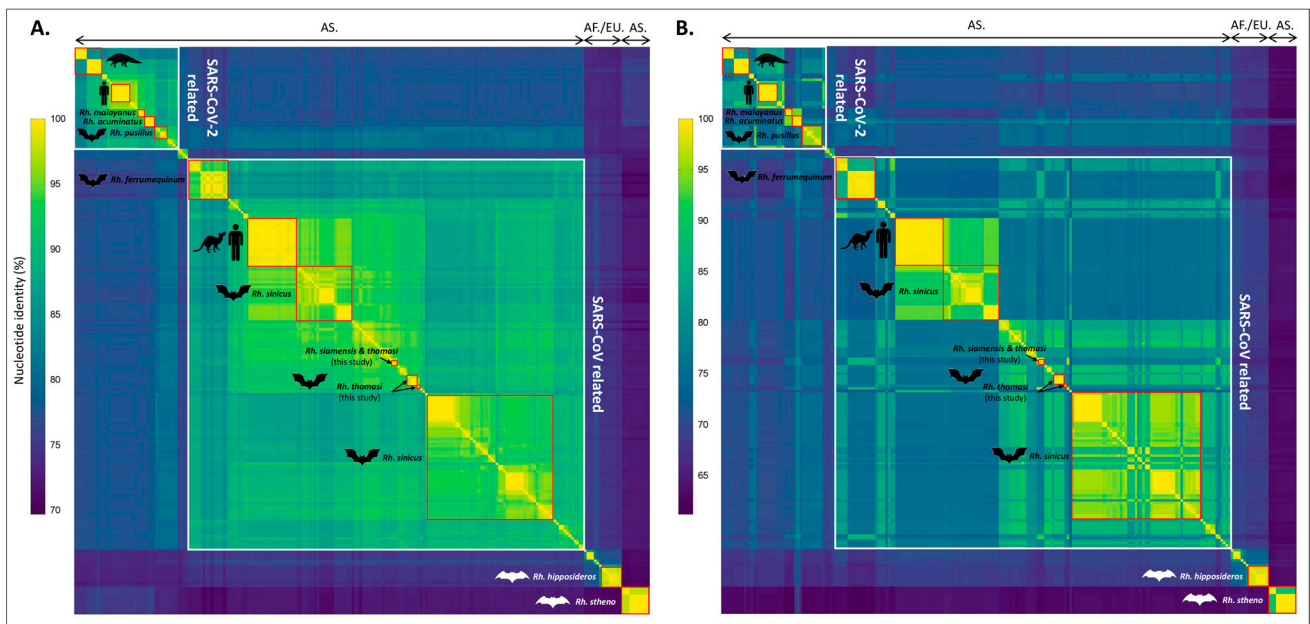 A.
AS.
AF./EU.
AS.
SARS-CoV-2
related
Rh. malayanus
Rh. acuminatus
Rh. pusillus
Rh. ferrumequinum
Rh. sinicus
Rh. siamensis & thomasi
(this study)
Rh. thomasi
(this study)
Rh. sinicus
SARS-CoV related
Rh. hipposideros
Rh. stheno
Nucleotide identity (%)
100
95
90
85
80
75
70
B.
AS.
AF./EU.
AS.
SARS-CoV-2
related
Rh. malayanus
Rh. acuminatus
Rh. pusillus
Rh. ferrumequinum
Rh. sinicus
Rh. siamensis & thomasi
(this study)
Rh. thomasi
(this study)
Rh. sinicus
SARS-CoV related
Rh. hipposideros
Rh. stheno
100
95
90
85
80
75
70
65